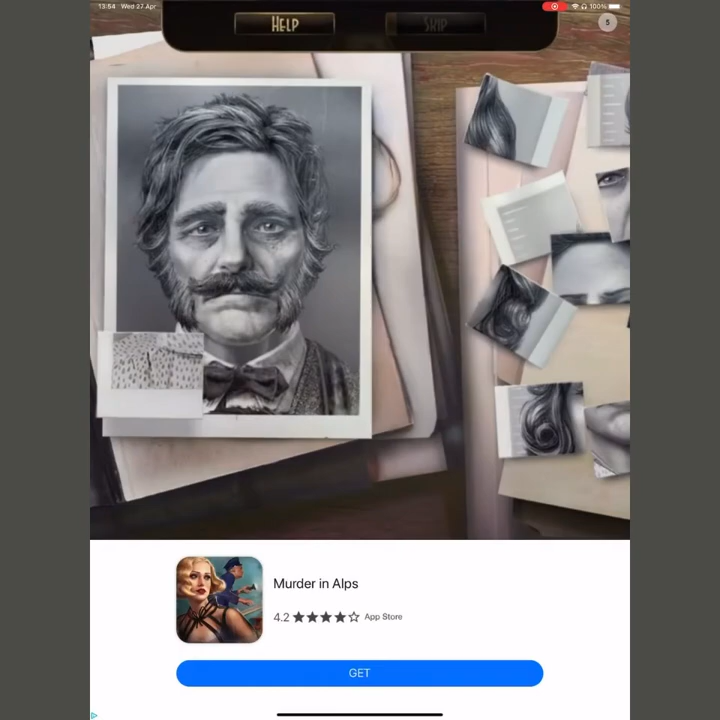 13:54 Wed 27 Apr
100%
HELP
SKIP
5
Murder in Alps
4.2
App Store
GET